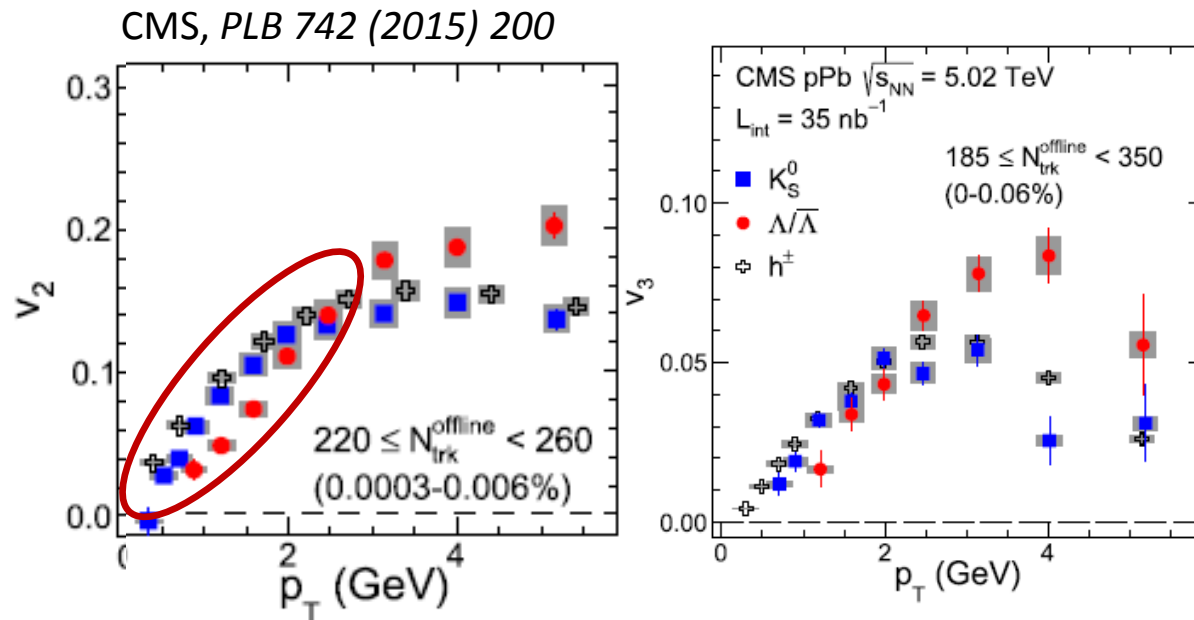 CMS, PLB 742 (2015) 200
0.3
0.2
0.1
0.0
v₂
220 ≤ N_trk^offline < 260
(0.0003-0.006%)
0 2 4
p_T (GeV)
CMS pPb √s_NN = 5.02 TeV
L_int = 35 nb⁻¹
185 ≤ N_trk^offline < 350
(0-0.06%)
K_S^0
Λ/Λ̅
h^±
0.10
0.05
0.00
v₃
0 2 4
p_T (GeV)